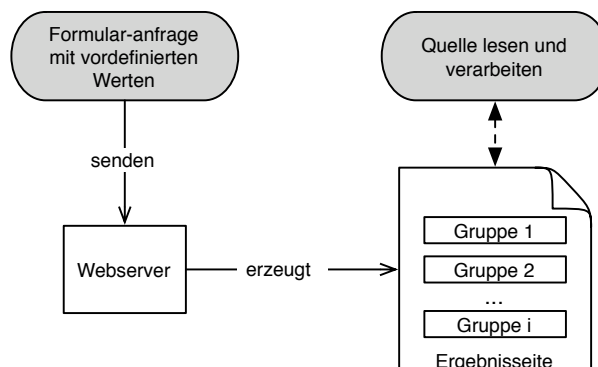 Formular-anfrage
mit vordefinierten
Werten
Quelle lesen und
verarbeiten
senden
Webserver
erzeugt
Gruppe 1
Gruppe 2
...
Gruppe i
Ergebnisseite